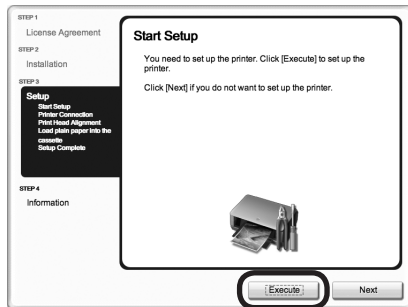 STEP 1
License Agreement
STEP 2
Installation
STEP 3
Setup
Start Setup
Printer Connection
Print Head Alignment
Load plain paper into the
cassette
Setup Complete
STEP 4
Information
Start Setup
You need to set up the printer. Click [Execute] to set up the
printer.
Click [Next] if you do not want to set up the printer.
Execute
Next